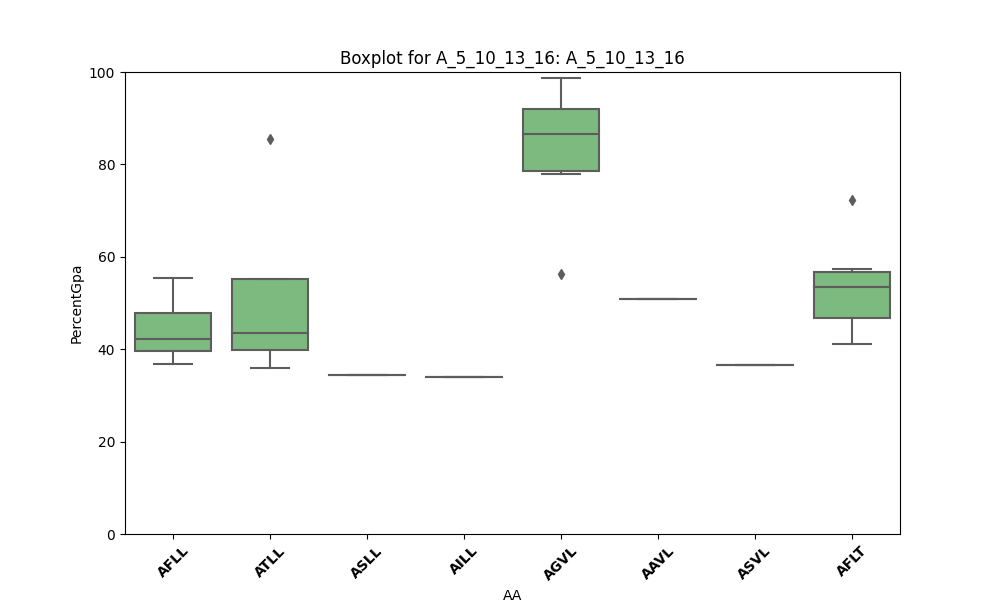 Boxplot for A_5_10_13_16: A_5_10_13_16
PercentGpa
100
80
60
40
20
0
AFLL ATLL ASLL AILL AGVL AAVL ASVL AFLT
AA